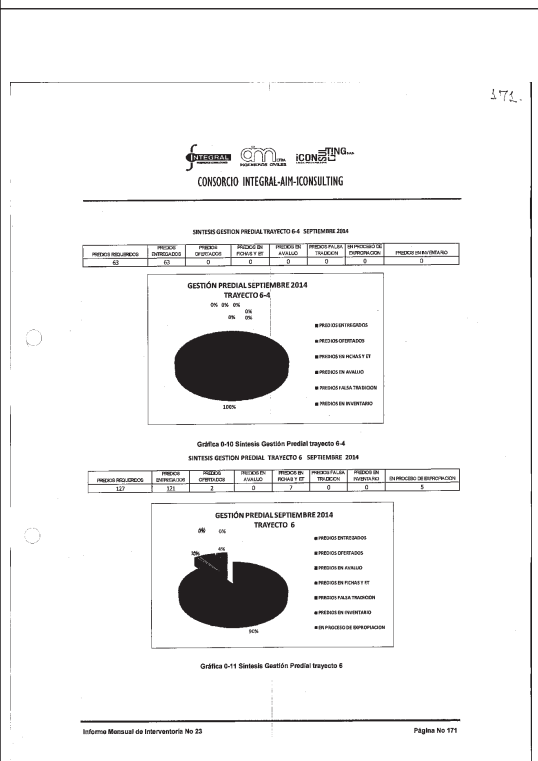 171.
INTEGRAL
aim LTDA
INGENIEROS CIVILES
iCONSULTING S.A.S.
CONSORCIO INTEGRAL-AIM-ICONSULTING
SINTESIS GESTION PREDIAL TRAYECTO 6-4 SEPTIEMBRE 2014
PREDIOS REQUERIDOS PREDIOS ENTREGADOS PREDIOS OFERTADOS PREDIOS EN FICHAS Y ET PREDIOS EN AVALUO PREDIOS FALSA TRADICION EN PROCESO DE EXPROPIACION PREDIOS EN INVENTARIO
63 63 0 0 0 0 0 0
GESTIÓN PREDIAL SEPTIEMBRE 2014
TRAYECTO 6-4
0% 0% 0%
0%
0% 0%
100%
PREDIOS ENTREGADOS
PREDIOS OFERTADOS
PREDIOS EN FICHAS Y ET
PREDIOS EN AVALUO
PREDIOS FALSA TRADICION
PREDIOS EN INVENTARIO
Gráfica 0-10 Síntesis Gestión Predial trayecto 6-4
SINTESIS GESTION PREDIAL TRAYECTO 6 SEPTIEMBRE 2014
PREDIOS REQUERIDOS PREDIOS ENTREGADOS PREDIOS OFERTADOS PREDIOS EN AVALUO PREDIOS EN FICHAS Y ET PREDIOS FALSA TRADICION PREDIOS EN INVENTARIO EN PROCESO DE EXPROPIACION
127 121 2 0 7 0 0 5
GESTIÓN PREDIAL SEPTIEMBRE 2014
TRAYECTO 6
0% 0%
4%
90%
PREDIOS ENTREGADOS
PREDIOS OFERTADOS
PREDIOS EN AVALUO
PREDIOS EN FICHAS Y ET
PREDIOS FALSA TRADICION
PREDIOS EN INVENTARIO
EN PROCESO DE EXPROPIACION
Gráfica 0-11 Síntesis Gestión Predial trayecto 6
Informe Mensual de Interventoría No 23 Página No 171